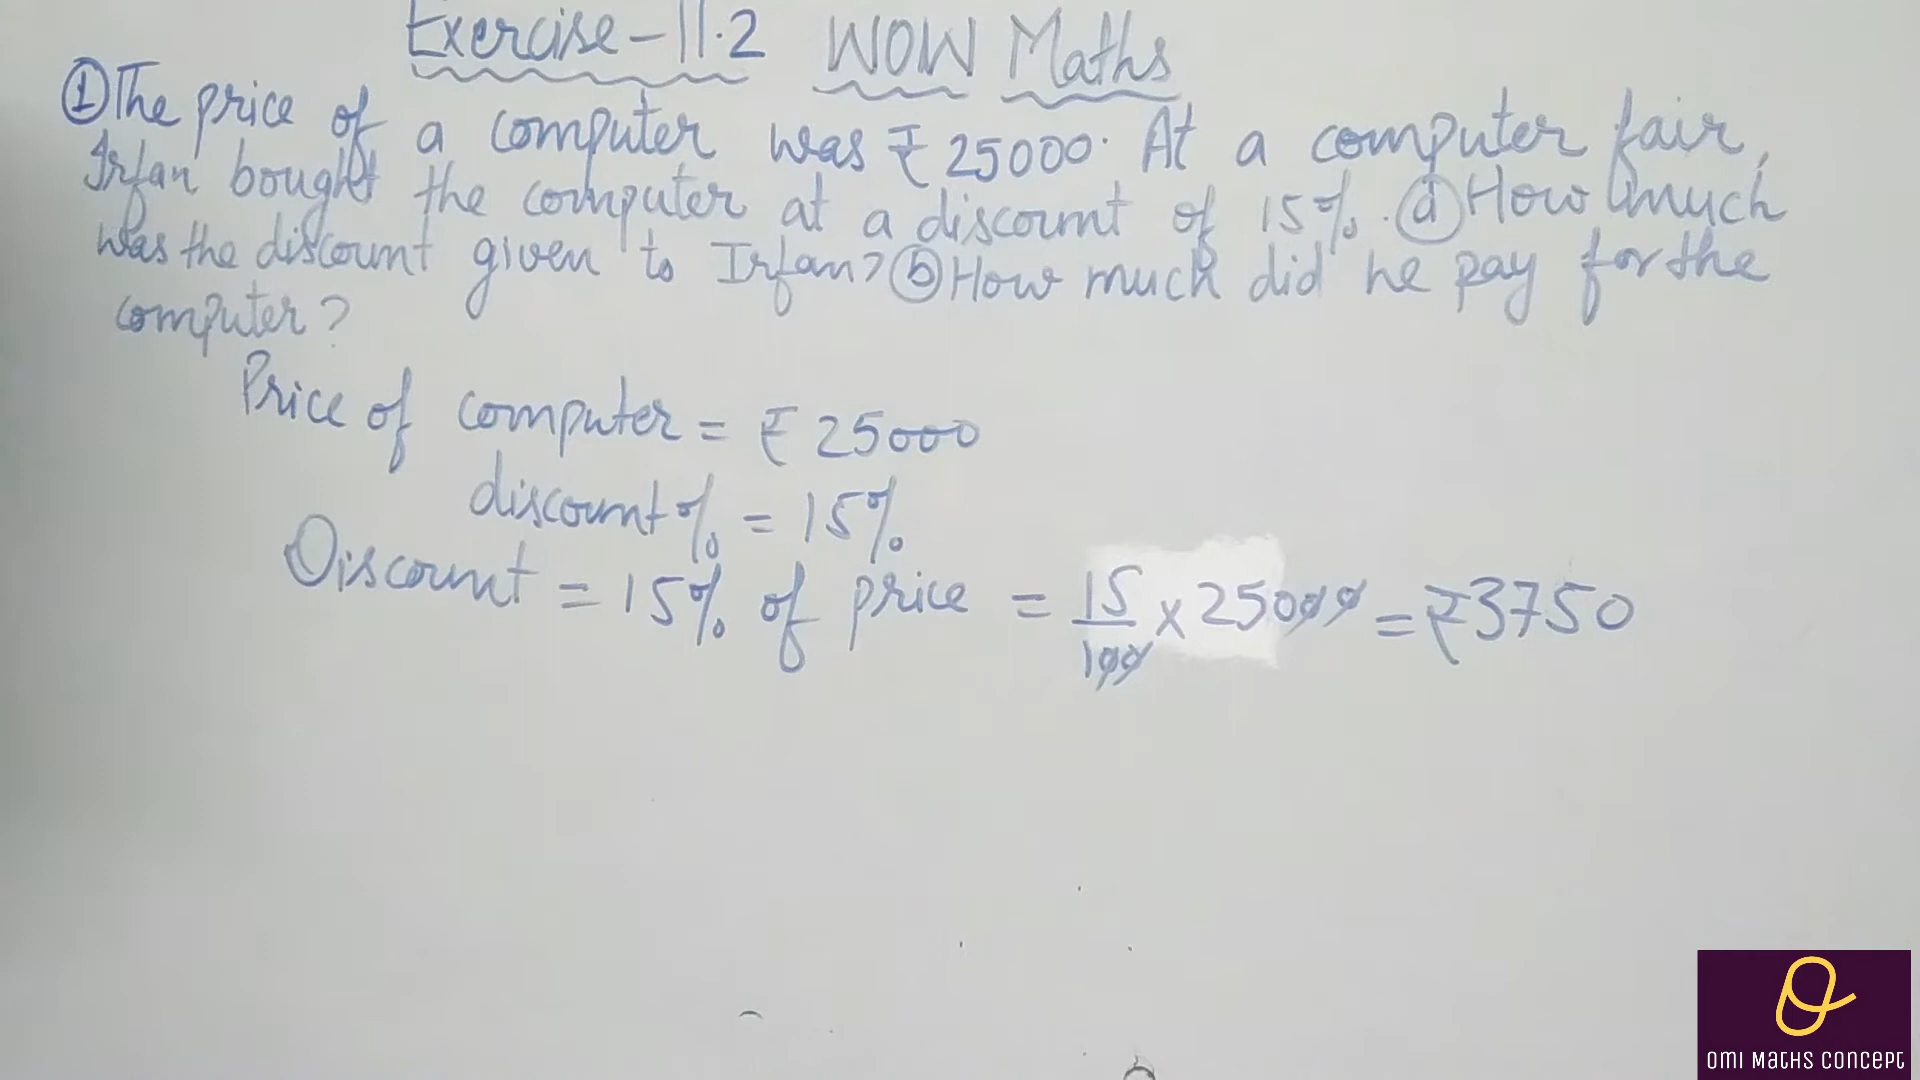 Exercise-11.2 WOW Maths
① The price of a computer was ₹ 25000. At a computer fair,
Irfan bought the computer at a discount of 15%. ⓐ How much
was the discount given to Irfan? ⓑ How much did he pay for the
computer?
Price of computer = ₹ 25000
discount % = 15%
Discount = 15% of price = 15/100 x 25000 = ₹3750
OMI MATHS CONCEPT